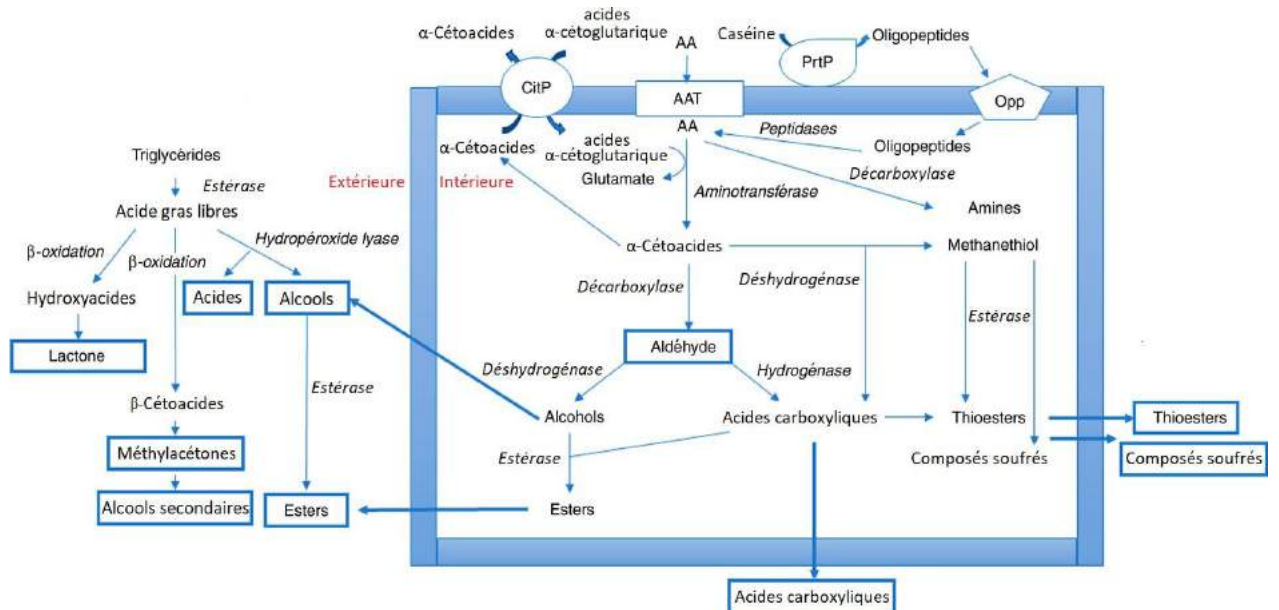 α-Cétoacides
acides
α-cétoglutarique
AA
Caséine
PrtP
Oligopeptides
CitP
AAT
Opp
α-Cétoacides
acides
α-cétoglutarique
Glutamate
AA
Peptidases
Oligopeptides
Décarboxylase
Amines
Triglycérides
Estérase
Extérieure
Intérieure
Aminotransférase
Acide gras libres
β-oxidation
β-oxidation
Hydropéroxide lyase
α-Cétoacides
Methanethiol
Hydroxyacides
Acides
Alcools
Décarboxylase
Déshydrogénase
Estérase
Lactone
Aldéhyde
Estérase
Déshydrogénase
Hydrogénase
β-Cétoacides
Alcohols
Acides carboxyliques
Thioesters
Thioesters
Méthylacétones
Estérase
Composés soufrés
Composés soufrés
Alcools secondaires
Esters
Esters
Acides carboxyliques